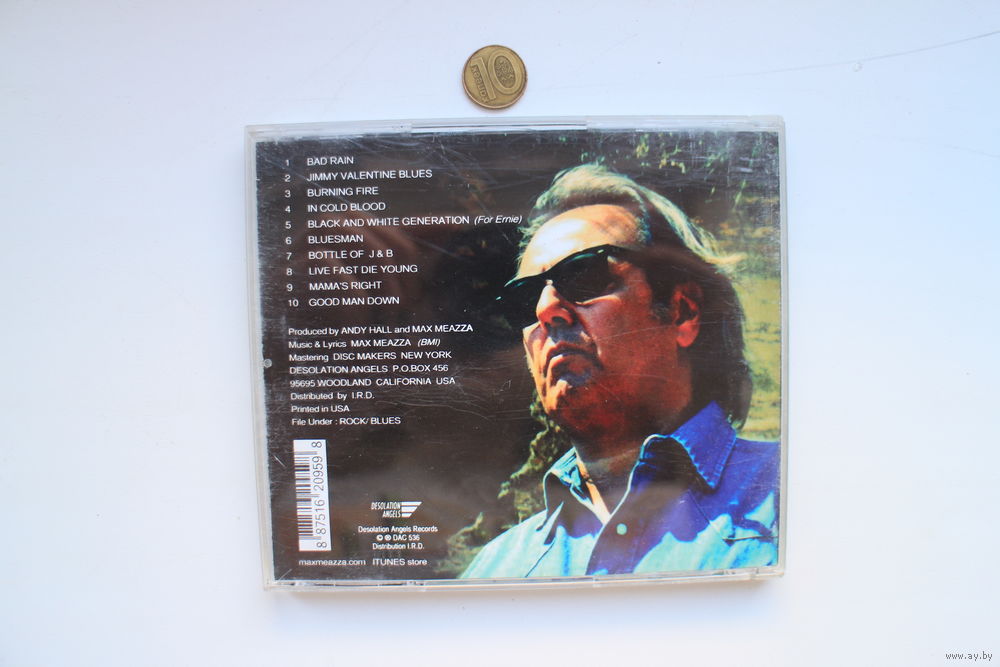 10
1 BAD RAIN
2 JIMMY VALENTINE BLUES
3 BURNING FIRE
4 IN COLD BLOOD
5 BLACK AND WHITE GENERATION (For Ernie)
6 BLUESMAN
7 BOTTLE OF J & B
8 LIVE FAST DIE YOUNG
9 MAMA'S RIGHT
10 GOOD MAN DOWN
Produced by ANDY HALL and MAX MEAZZA
Music & Lyrics MAX MEAZZA (BMI)
Mastering DISC MAKERS NEW YORK
DESOLATION ANGELS P.O.BOX 456
95695 WOODLAND CALIFORNIA USA
Distributed by I.R.D.
Printed in USA
File Under : ROCK/ BLUES
8 87516 20959 8
DESOLATION
ANGELS
Desolation Angels Records
© ℗ DAC 536
Distribution I.R.D.
maxmeazza.com ITUNES store
www.ay.by